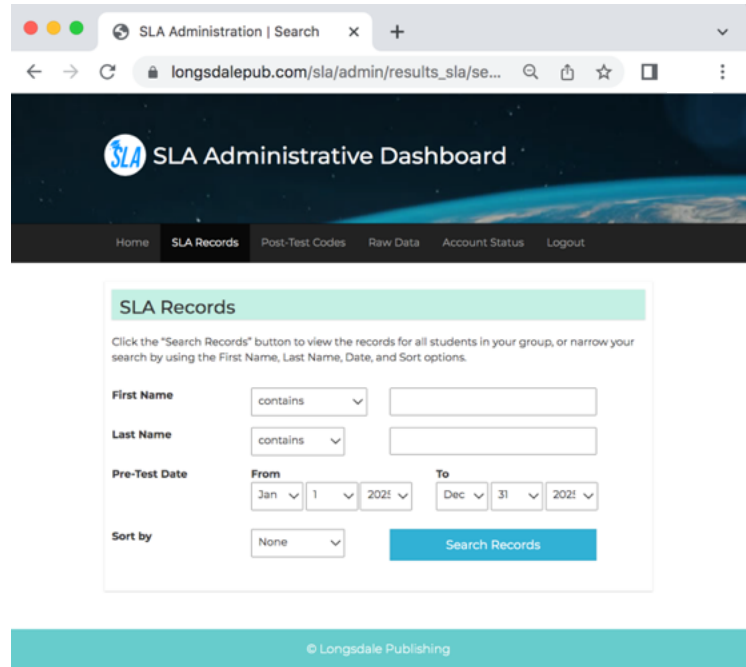 SLA Administration | Search
longsdalepub.com/sla/admin/results_sla/se...
SLA SLA Administrative Dashboard
Home SLA Records Post-Test Codes Raw Data Account Status Logout
SLA Records
Click the "Search Records" button to view the records for all students in your group, or narrow your
search by using the First Name, Last Name, Date, and Sort options.
First Name contains
Last Name contains
Pre-Test Date From To
Jan 1 Dec 31
Sort by None Search Records
© Longsdale Publishing